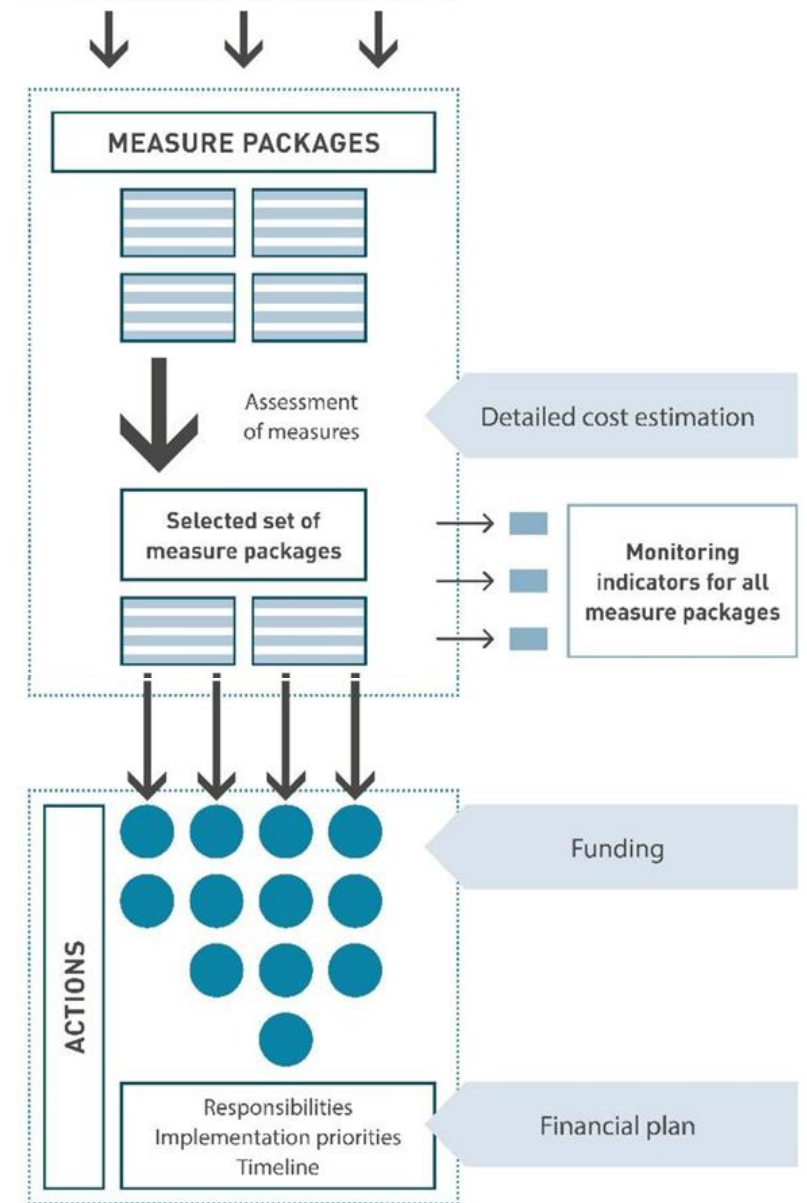 MEASURE PACKAGES
Assessment
of measures
Detailed cost estimation
Selected set of
measure packages
Monitoring
indicators for all
measure packages
ACTIONS
Funding
Responsibilities
Implementation priorities
Timeline
Financial plan